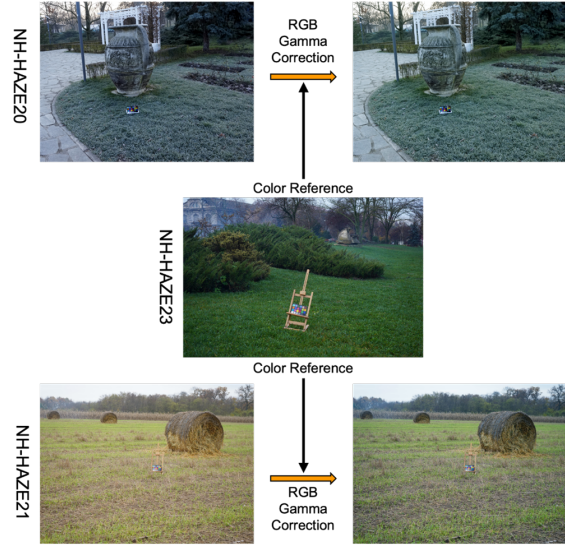 NH-HAZE20
RGB
Gamma
Correction
Color Reference
NH-HAZE23
Color Reference
NH-HAZE21
RGB
Gamma
Correction